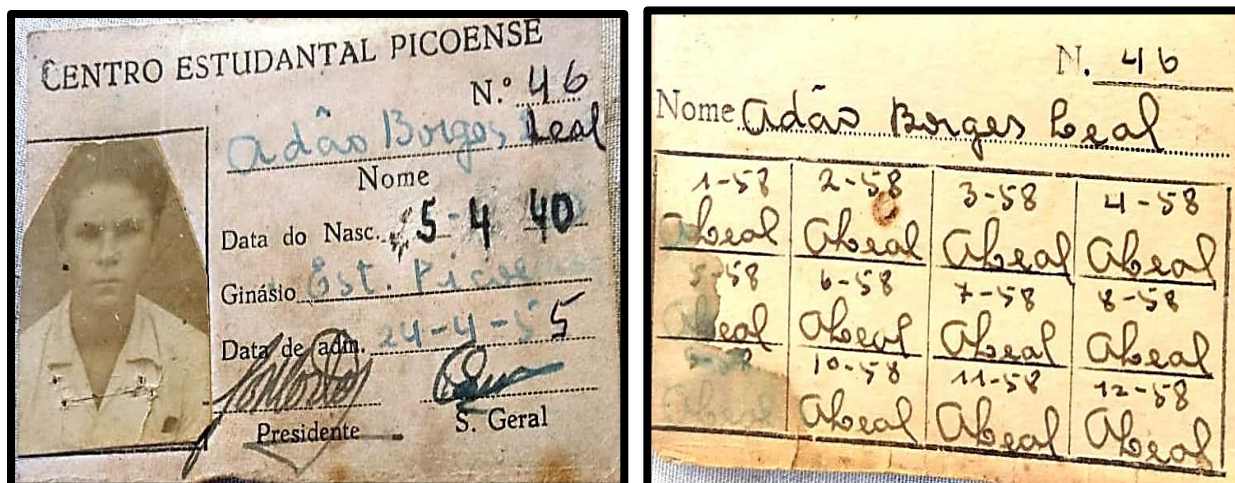 CENTRO ESTUDANTAL PICOENSE
N.º 46
Adão Borges Leal
Nome
Data do Nasc. 5-4 40
Ginásio Est. Picoense
Data de adm. 24-4-55
Presidente
S. Geral
N. 46
Nome Adão Borges Leal
1-58 2-58 3-58 4-58
Abeal Abeal Abeal Abeal
5-58 6-58 7-58 8-58
Abeal Abeal Abeal Abeal
9-58 10-58 11-58 12-58
Abeal Abeal Abeal Abeal